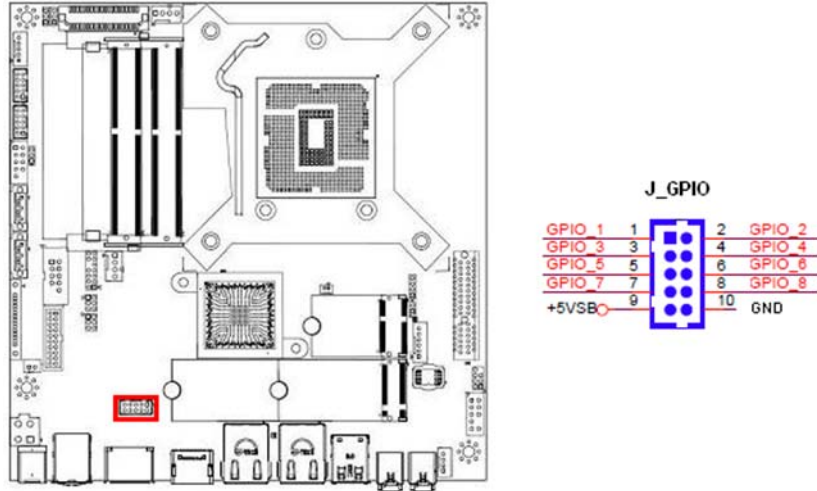 J_GPIO
GPIO_1 1 2 GPIO_2
GPIO_3 3 4 GPIO_4
GPIO_5 5 6 GPIO_6
GPIO_7 7 8 GPIO_8
+5VSB 9 10 GND